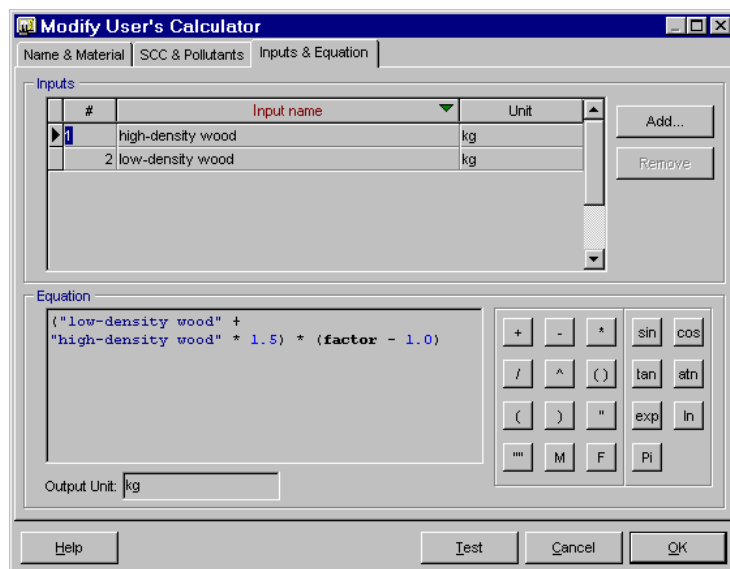 Modify User's Calculator
Name & Material SCC & Pollutants Inputs & Equation
Inputs
# Input name Unit
1 high-density wood kg
2 low-density wood kg
Add...
Remove
Equation
("low-density wood" +
"high-density wood" * 1.5) * (factor - 1.0)
+ - * sin cos
/ ^ () tan atn
( ) " exp ln
"" M F Pi
Output Unit: kg
Help Test Cancel OK